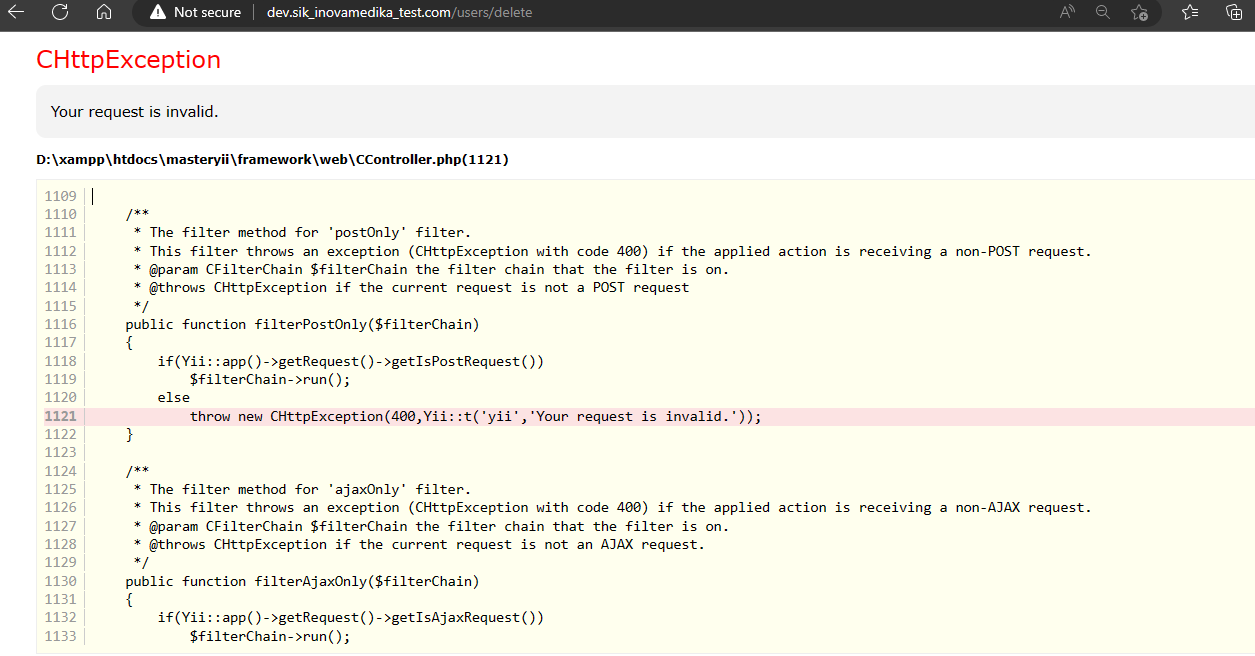 Not secure | dev.sik_inovamedika_test.com/users/delete
CHttpException
Your request is invalid.
D:\xampp\htdocs\masteryii\framework\web\CController.php(1121)
1109
1110     /**
1111      * The filter method for 'postOnly' filter.
1112      * This filter throws an exception (CHttpException with code 400) if the applied action is receiving a non-POST request.
1113      * @param CFilterChain $filterChain the filter chain that the filter is on.
1114      * @throws CHttpException if the current request is not a POST request
1115      */
1116     public function filterPostOnly($filterChain)
1117     {
1118         if(Yii::app()->getRequest()->getIsPostRequest())
1119             $filterChain->run();
1120         else
1121             throw new CHttpException(400,Yii::t('yii','Your request is invalid.'));
1122     }
1123
1124     /**
1125      * The filter method for 'ajaxOnly' filter.
1126      * This filter throws an exception (CHttpException with code 400) if the applied action is receiving a non-AJAX request.
1127      * @param CFilterChain $filterChain the filter chain that the filter is on.
1128      * @throws CHttpException if the current request is not an AJAX request.
1129      */
1130     public function filterAjaxOnly($filterChain)
1131     {
1132         if(Yii::app()->getRequest()->getIsAjaxRequest())
1133             $filterChain->run();